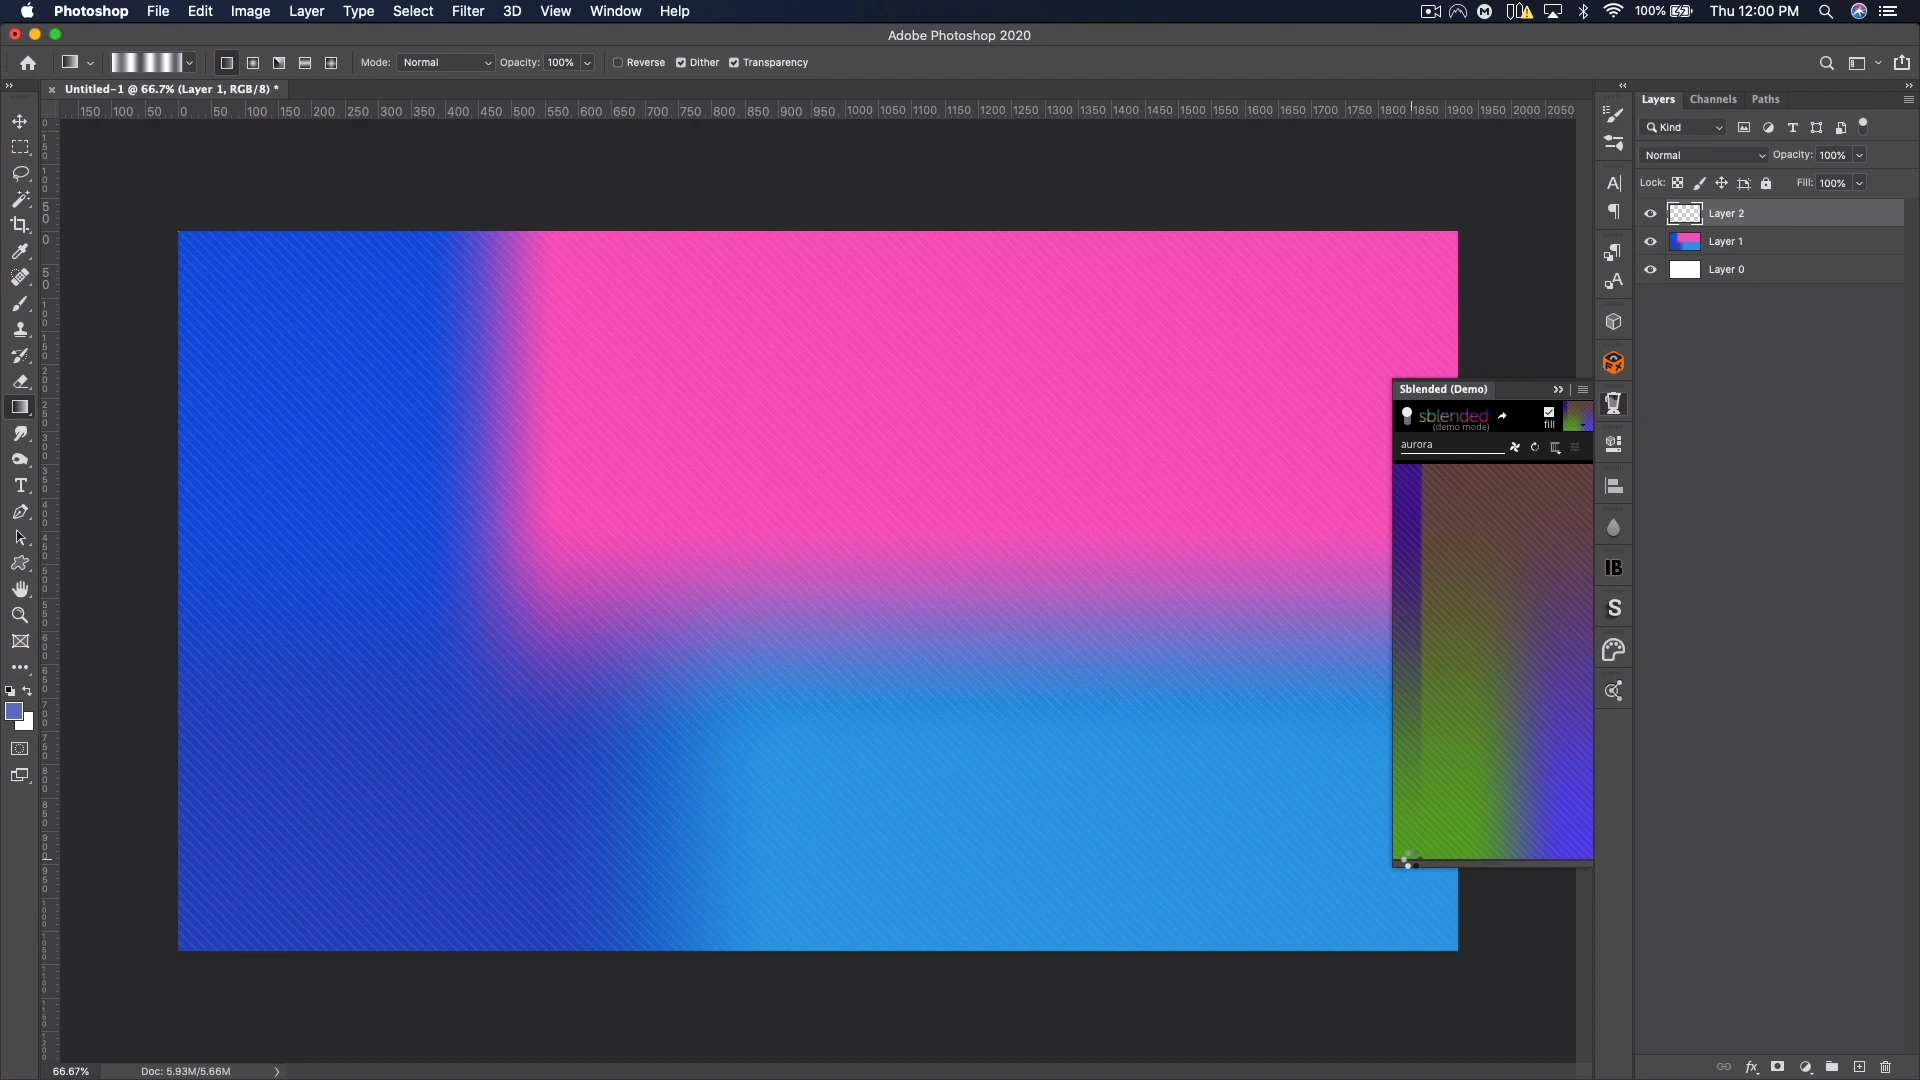 Photoshop File Edit Image Layer Type Select Filter 3D View Window Help
100% Thu 12:00 PM
Adobe Photoshop 2020
Mode: Normal Opacity: 100% Reverse Dither Transparency
Untitled-1 @ 66.7% (Layer 1, RGB/8) *
150 100 50 0 50 100 150 200 250 300 350 400 450 500 550 600 650 700 750 800 850 900 950 1000 1050 1100 1150 1200 1250 1300 1350 1400 1450 1500 1550 1600 1650 1700 1750 1800 1850 1900 1950 2000 2050
Layers Channels Paths
Kind
Normal Opacity: 100%
Lock: Fill: 100%
Layer 2
Layer 1
Layer 0
Sblended (Demo)
sblended
(demo mode)
fill
aurora
IB
S
66.67% Doc: 5.93M/5.66M
fx